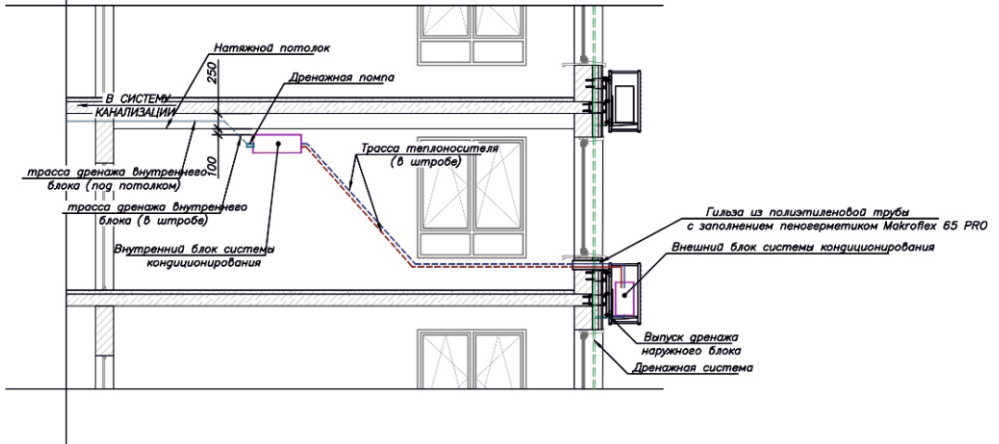 Натяжной потолок
250
Дренажная помпа
В СИСТЕМУ
КАНАЛИЗАЦИИ
Трасса теплоносителя
(в штробе)
100
трасса дренажа внутреннего
блока (под потолком)
трасса дренажа внутреннего
блока (в штробе)
Гильза из полиэтиленовой трубы
с заполнением пеногерметиком Makroflex 65 PRO
Внутренний блок системы
кондиционирования
Внешний блок системы кондиционирования
Выпуск дренажа
наружного блока
Дренажная система